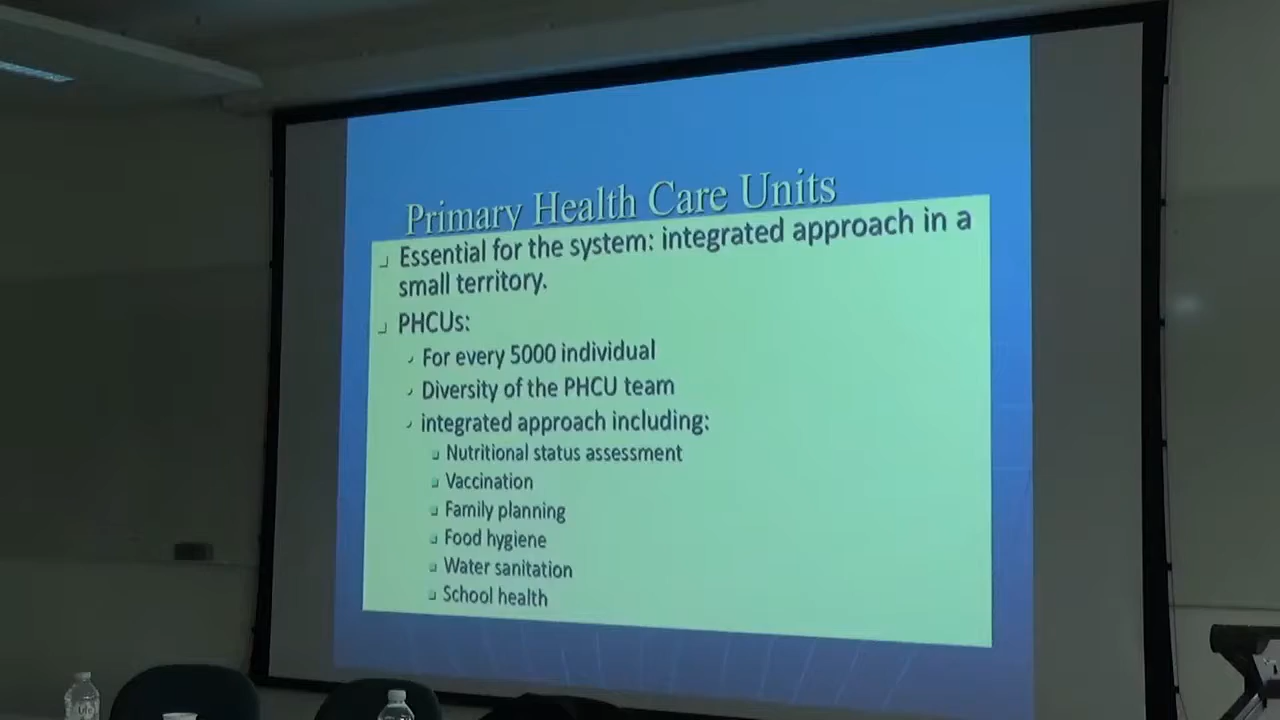 Primary Health Care Units
Essential for the system: integrated approach in a
small territory.
PHCUs:
For every 5000 individual
Diversity of the PHCU team
integrated approach including:
Nutritional status assessment
Vaccination
Family planning
Food hygiene
Water sanitation
School health